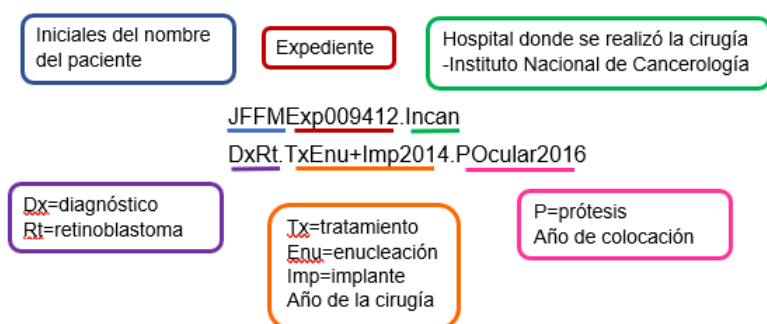 Iniciales del nombre
del paciente
Expediente
Hospital donde se realizó la cirugía
-Instituto Nacional de Cancerología
JFFMExp009412.Incan
DxRt.TxEnu+Imp2014.POcular2016
Dx=diagnóstico
Rt=retinoblastoma
Tx=tratamiento
Enu=enucleación
Imp=implante
Año de la cirugía
P=prótesis
Año de colocación